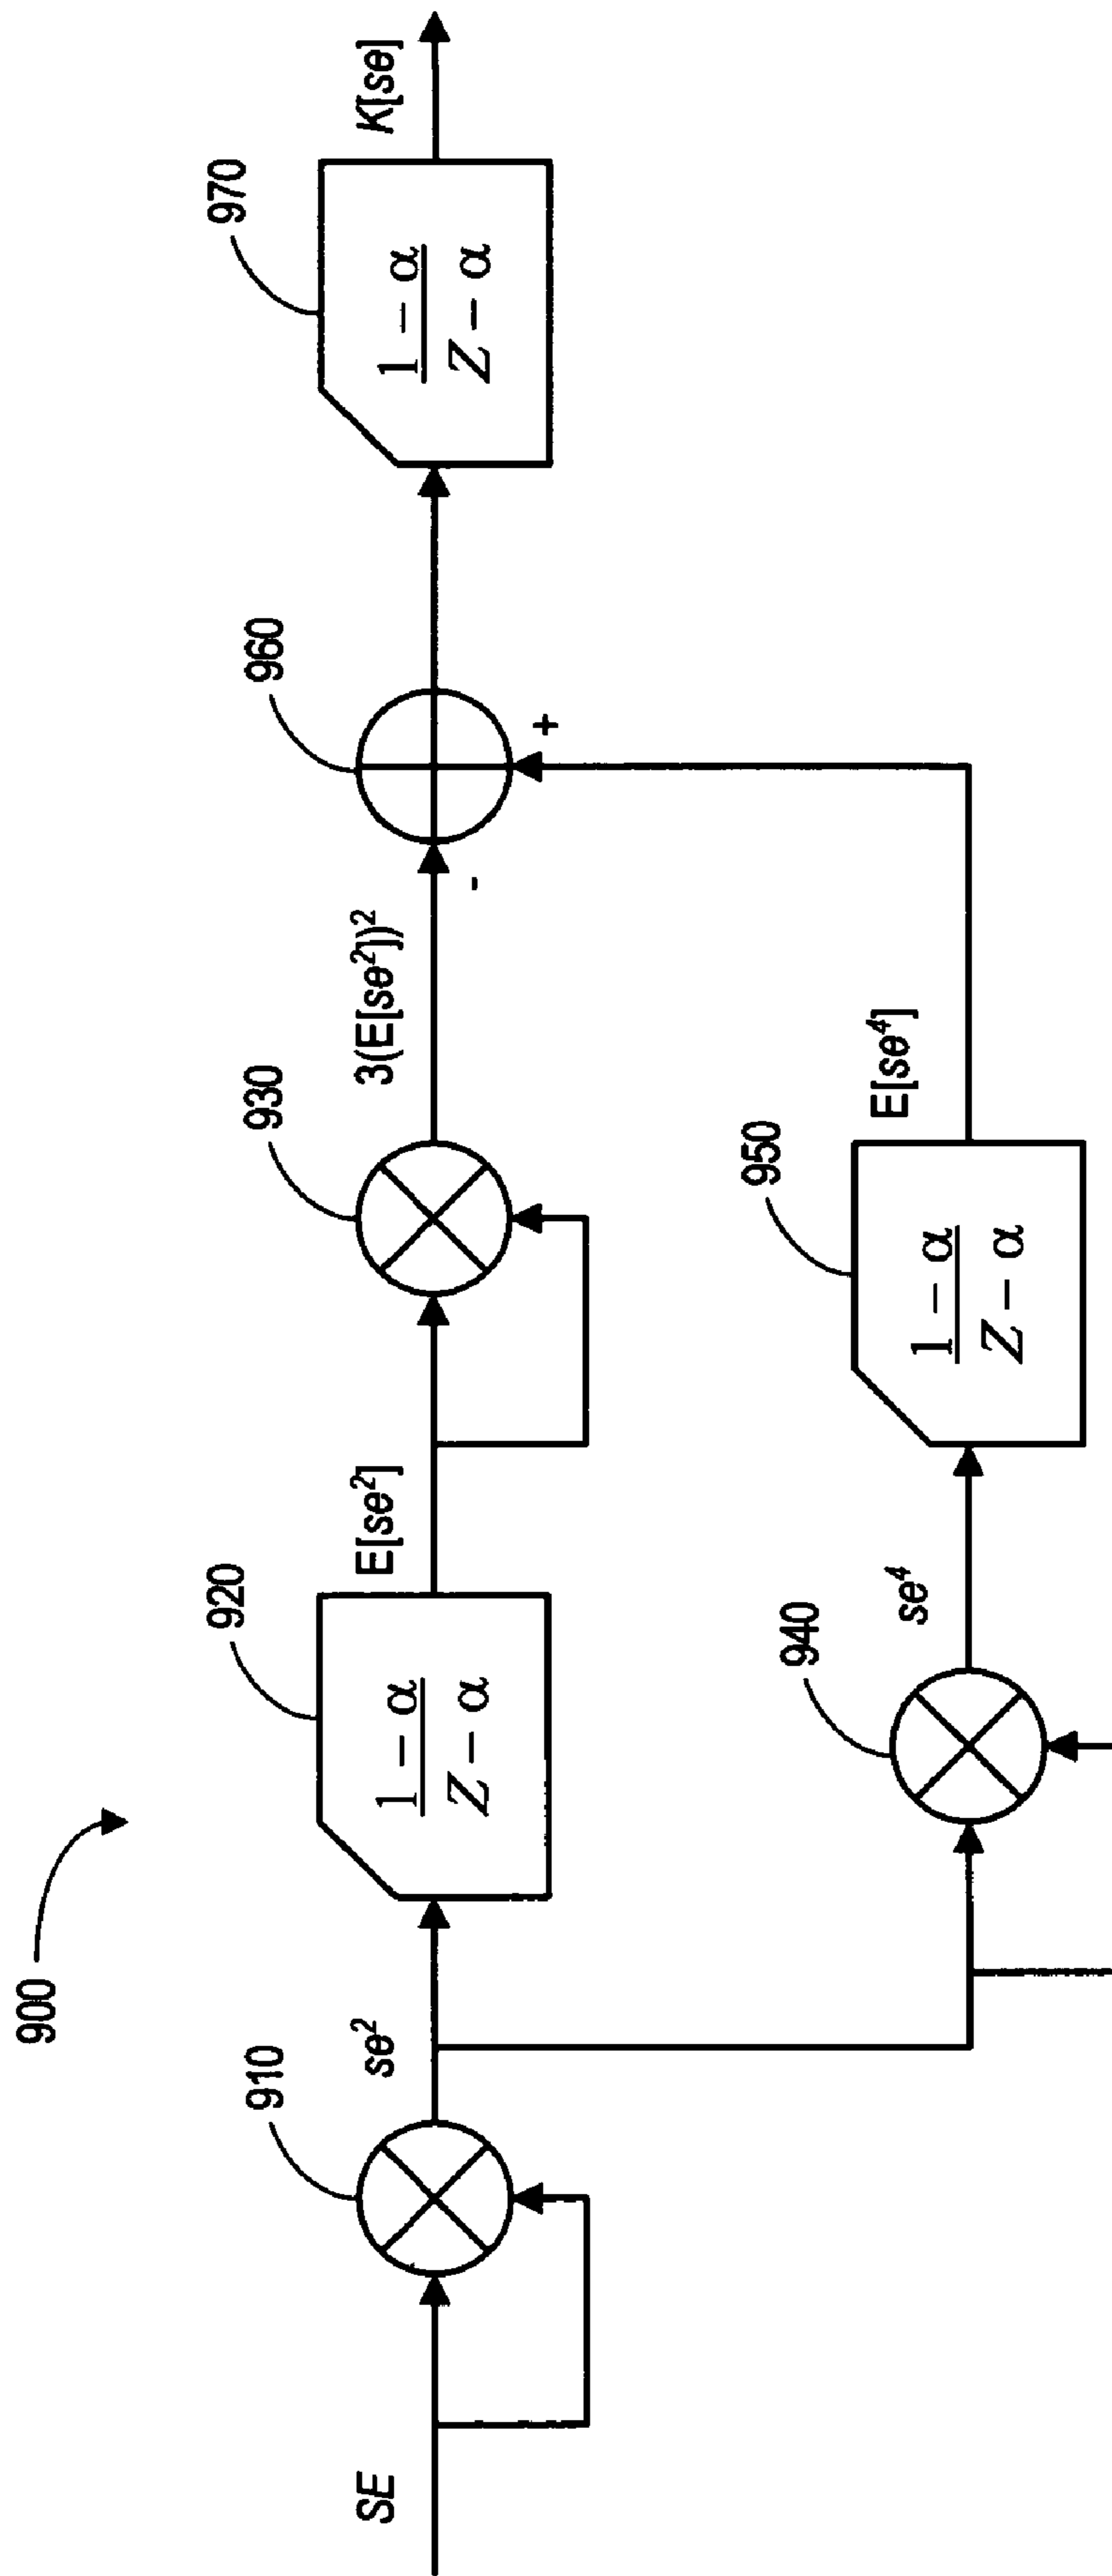 900
SE
910
se²
920
1 − α
Z − α
E[se²]
930
3(E[se²])²
-
960
+
970
1 − α
Z − α
K[se]
940
se⁴
950
1 − α
Z − α
E[se⁴]